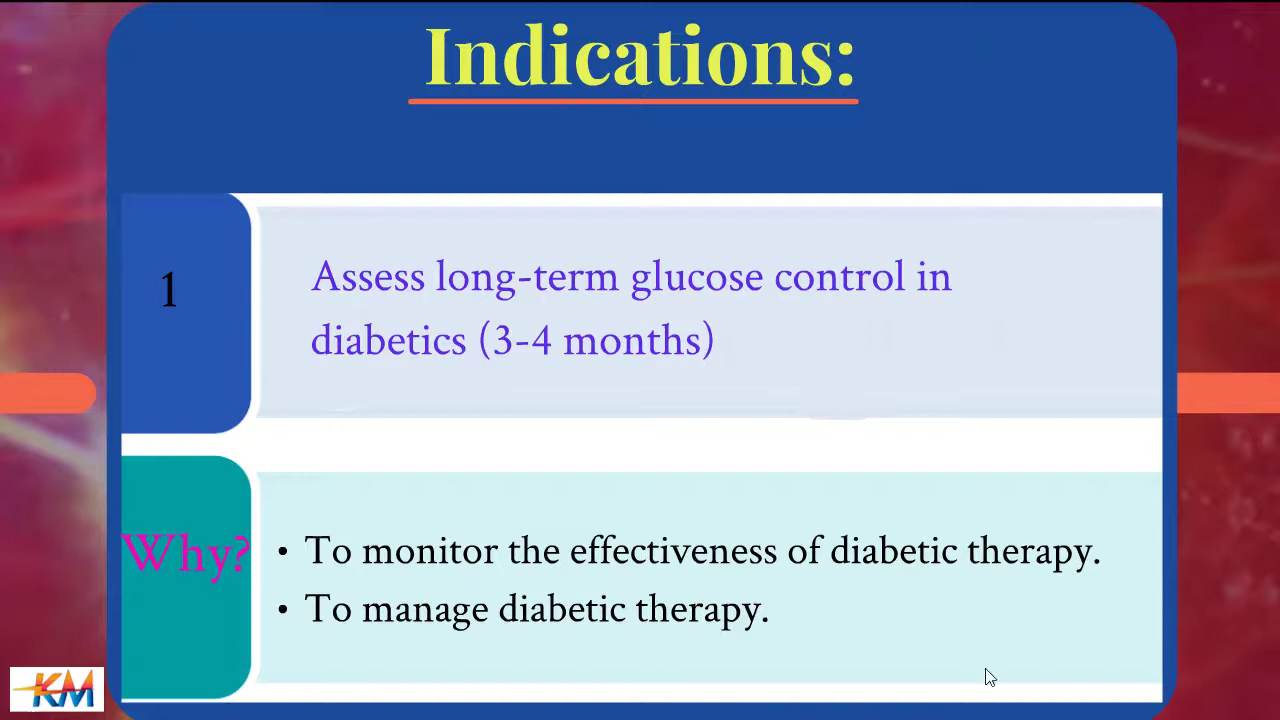 Indications:
1
Assess long-term glucose control in
diabetics (3-4 months)
Why?
• To monitor the effectiveness of diabetic therapy.
• To manage diabetic therapy.
KM